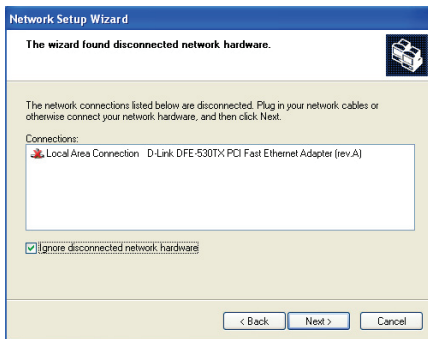 Network Setup Wizard
The wizard found disconnected network hardware.
The network connections listed below are disconnected. Plug in your network cables or
otherwise connect your network hardware, and then click Next.
Connections:
Local Area Connection D-Link DFE-530TX PCI Fast Ethernet Adapter (rev.A)
Ignore disconnected network hardware
< Back Next > Cancel